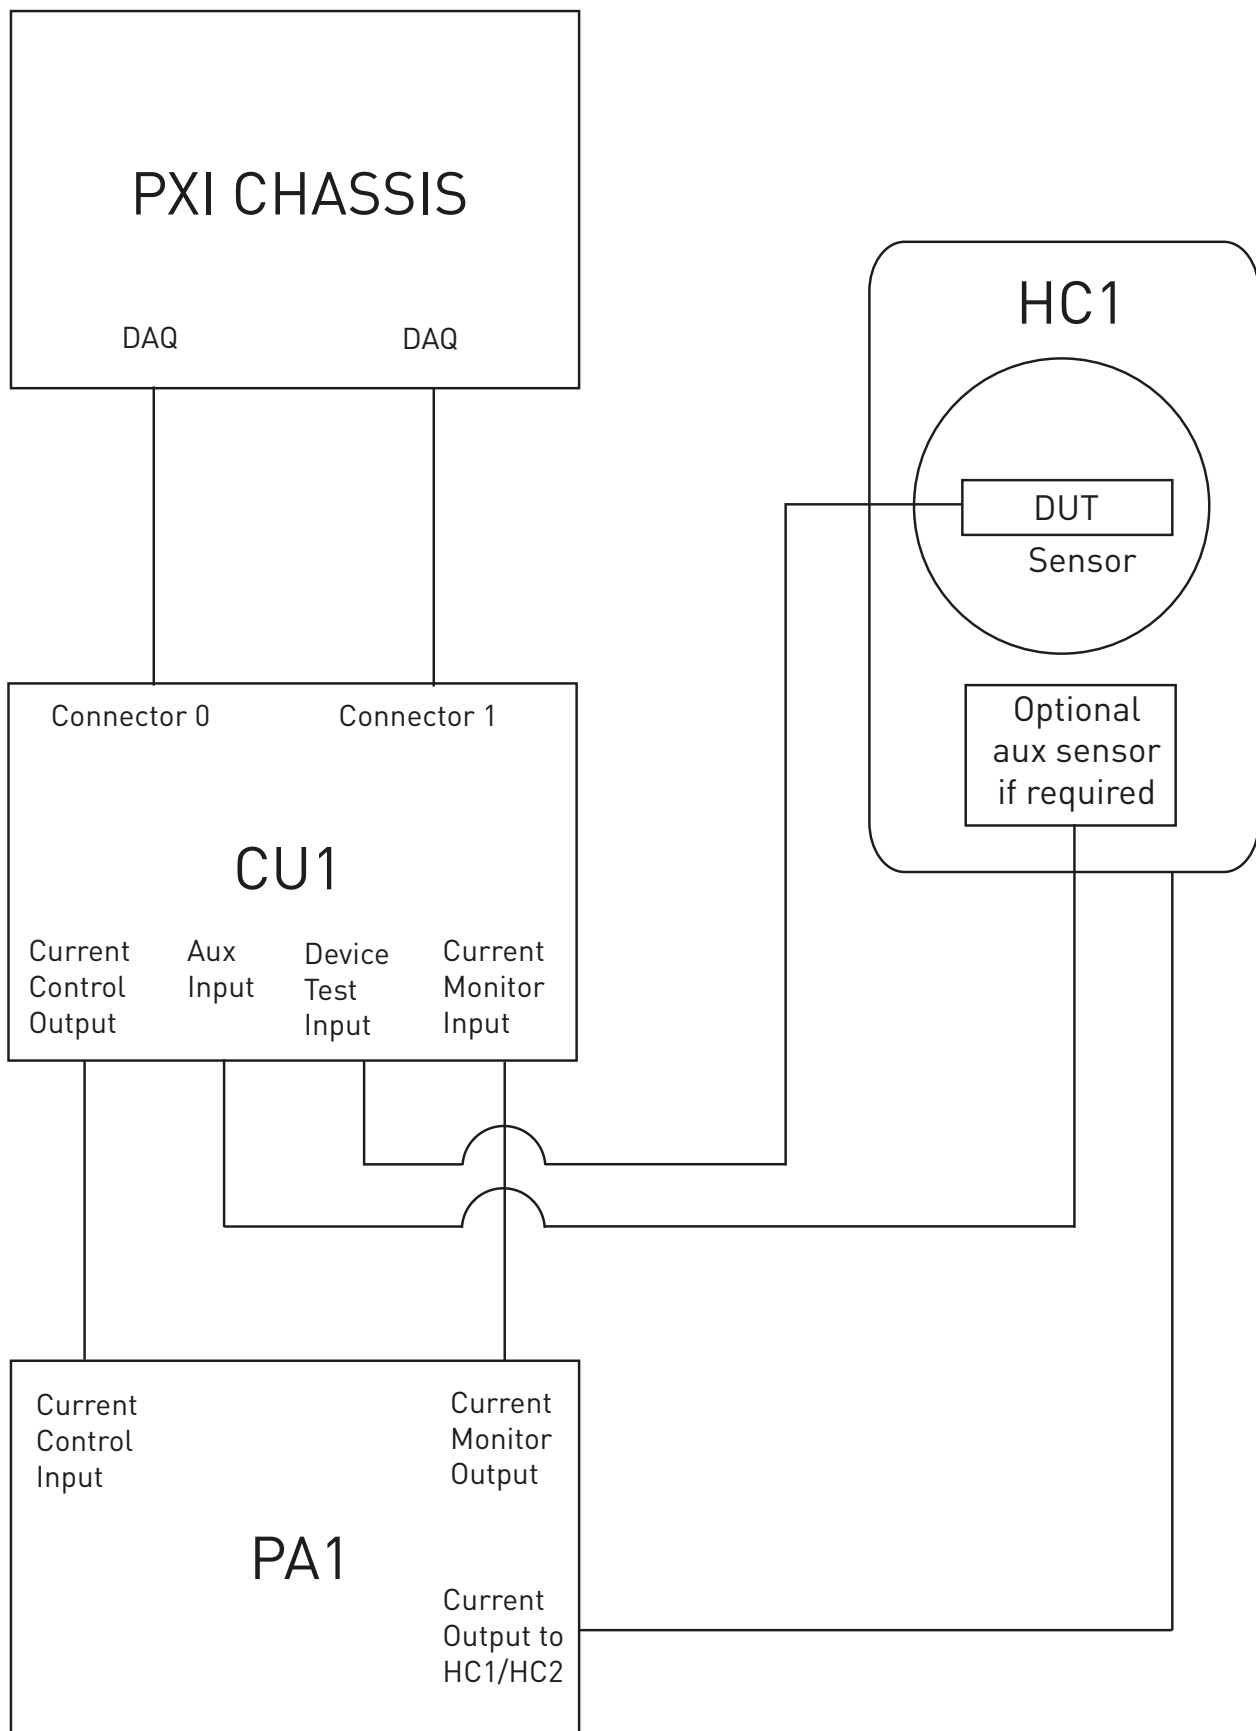 PXI CHASSIS
DAQ
DAQ
HC1
DUT
Sensor
Optional
aux sensor
if required
Connector 0
Connector 1
CU1
Current
Control
Output
Aux
Input
Device
Test
Input
Current
Monitor
Input
Current
Control
Input
Current
Monitor
Output
PA1
Current
Output to
HC1/HC2